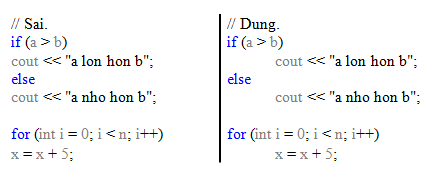 // Sai.
if (a > b)
cout << "a lon hon b";
else
cout << "a nho hon b";
for (int i = 0; i < n; i++)
x = x + 5;
// Dung.
if (a > b)
cout << "a lon hon b";
else
cout << "a nho hon b";
for (int i = 0; i < n; i++)
x = x + 5;